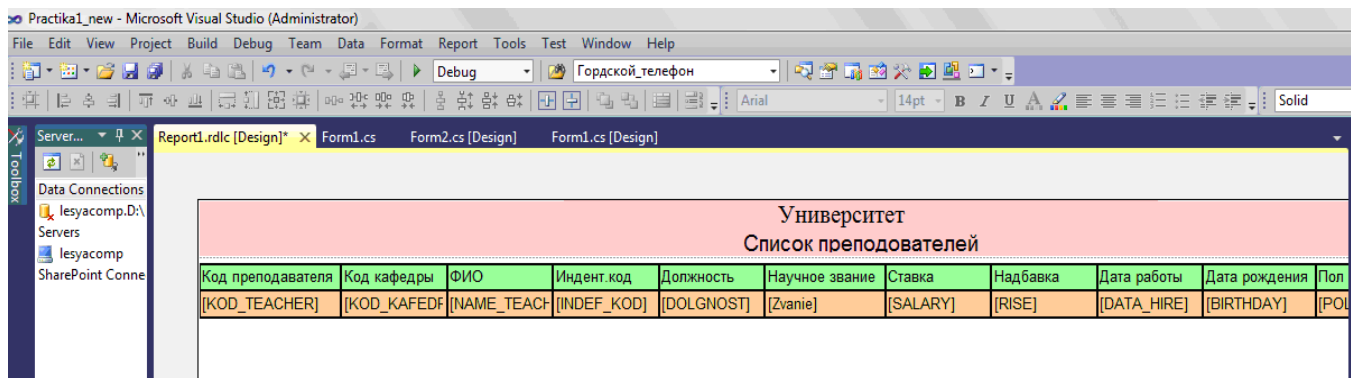 Practika1_new - Microsoft Visual Studio (Administrator)
File Edit View Project Build Debug Team Data Format Report Tools Test Window Help
Debug Гордской_телефон
Arial 14pt B I U A Solid
Server... Report1.rdlc [Design]* Form1.cs Form2.cs [Design] Form1.cs [Design]
Toolbox
Data Connections
lesyacomp.D:\
Servers
lesyacomp
SharePoint Conne
Университет
Список преподователей
Код преподавателя Код кафедры ФИО Индент.код Должность Научное звание Ставка Надбавка Дата работы Дата рождения Пол
[KOD_TEACHER] [KOD_KAFEDF [NAME_TEACH [INDEF_KOD] [DOLGNOST] [Zvanie] [SALARY] [RISE] [DATA_HIRE] [BIRTHDAY] [POL